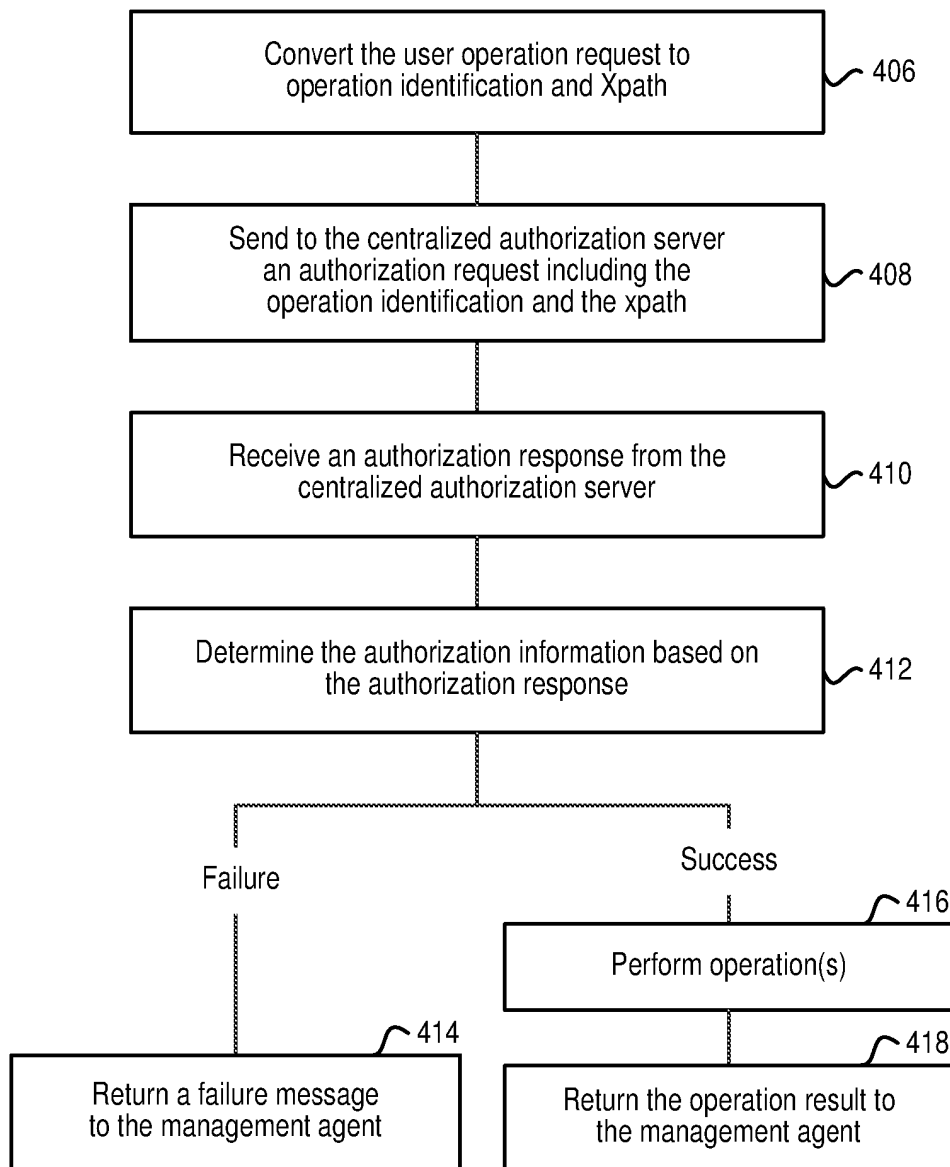 Convert the user operation request to
operation identification and Xpath
406
Send to the centralized authorization server
an authorization request including the
operation identification and the xpath
408
Receive an authorization response from the
centralized authorization server
410
Determine the authorization information based on
the authorization response
412
Failure
Success
416
Perform operation(s)
414
Return a failure message
to the management agent
418
Return the operation result to
the management agent